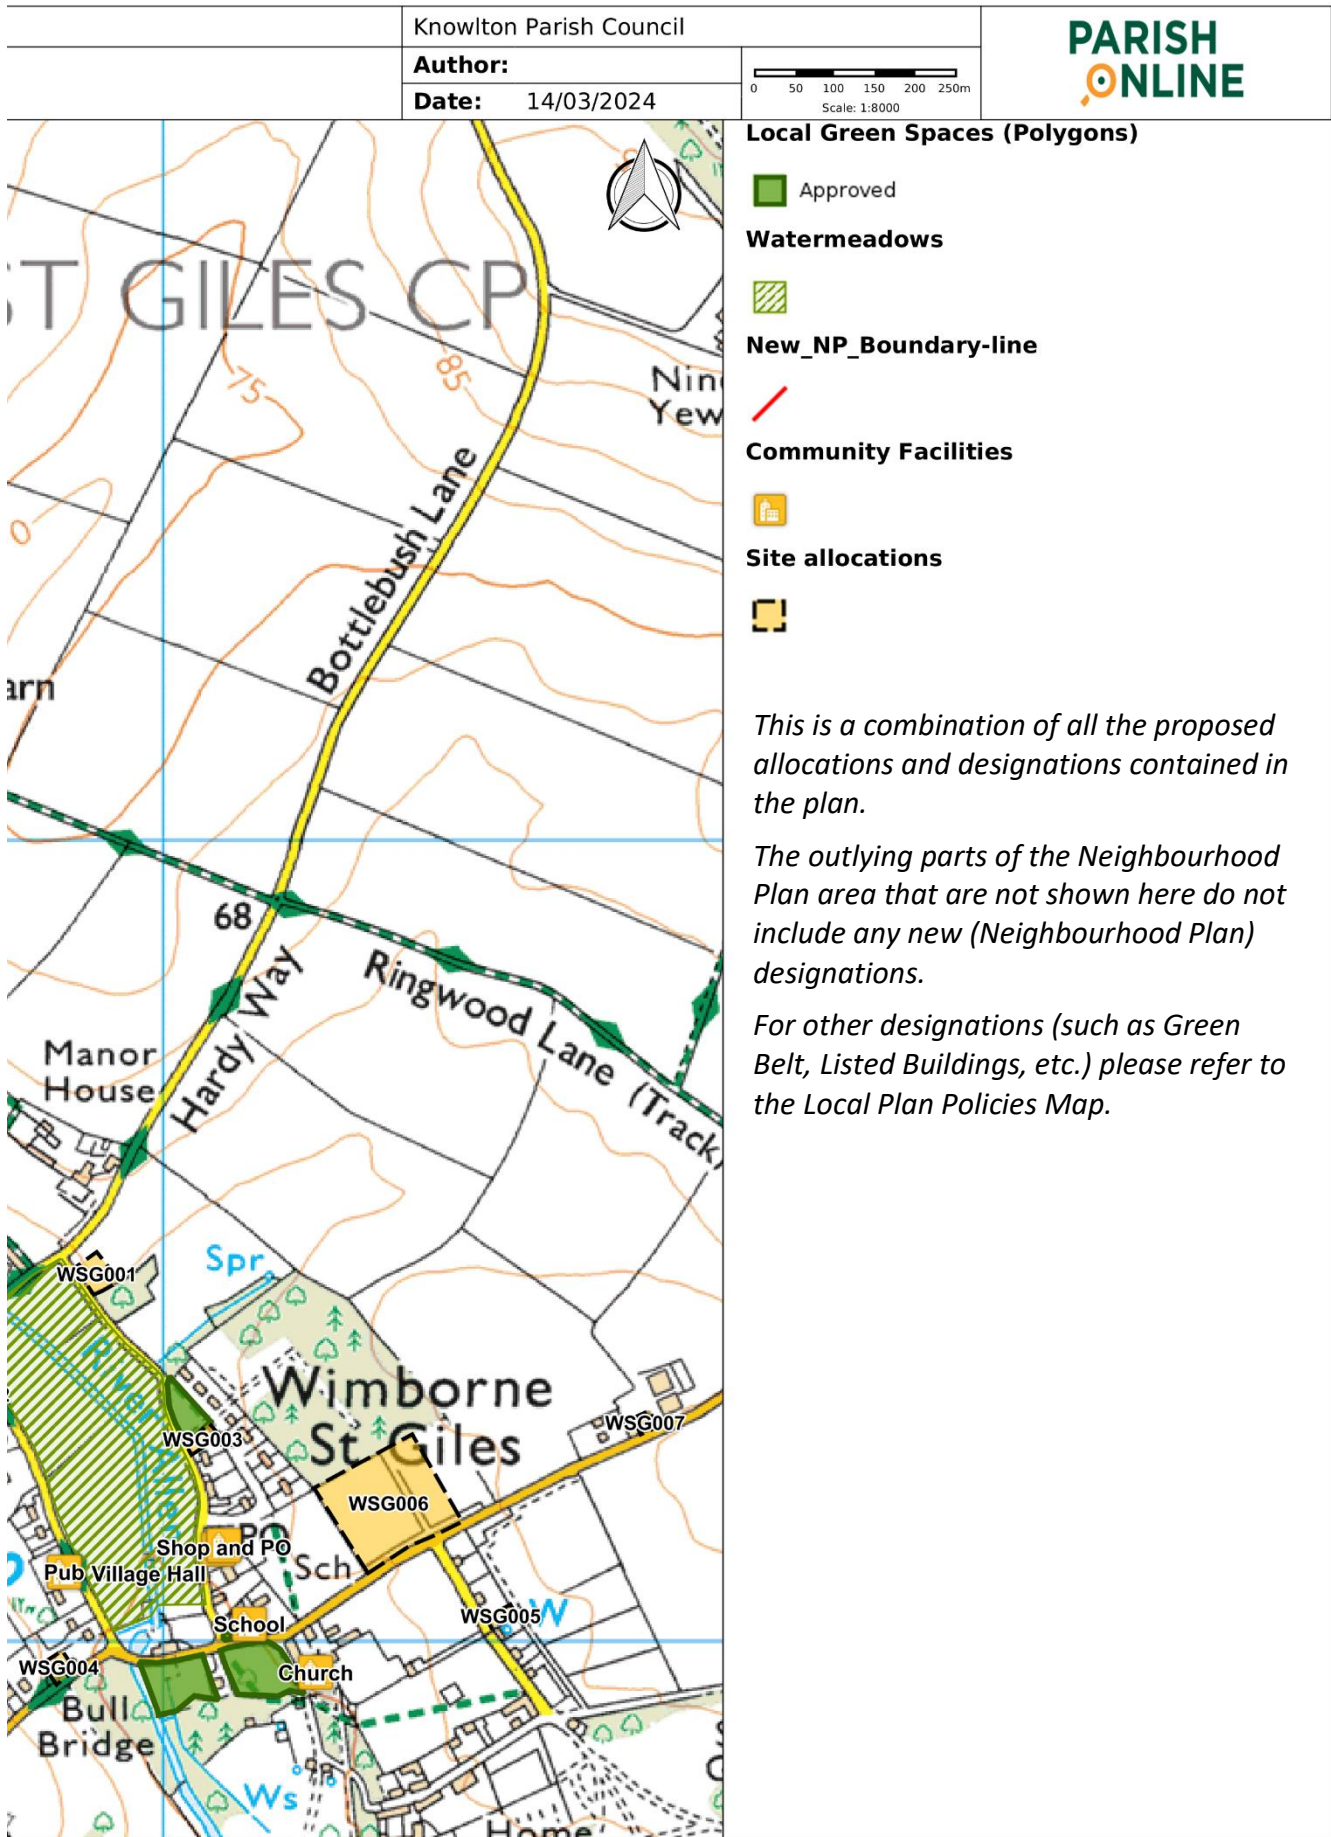 Knowlton Parish Council
Author:
Date: 14/03/2024
0 50 100 150 200 250m
Scale: 1:8000
PARISH
ONLINE
Local Green Spaces (Polygons)
Approved
Watermeadows
New_NP_Boundary-line
Community Facilities
Site allocations
This is a combination of all the proposed
allocations and designations contained in
the plan.
The outlying parts of the Neighbourhood
Plan area that are not shown here do not
include any new (Neighbourhood Plan)
designations.
For other designations (such as Green
Belt, Listed Buildings, etc.) please refer to
the Local Plan Policies Map.
ST GILES CP
75
85
Nin
Yew
0
Bottlebush Lane
arn
68
Hardy Way
Ringwood Lane (Track)
Manor
House
WSG001
Spr
River Allen
Wimborne
St Giles
WSG003
WSG007
WSG006
PO
Shop and PO
Pub
Village Hall
Sch
School
WSG005
W
WSG004
Church
Bull
Bridge
Ws
Home